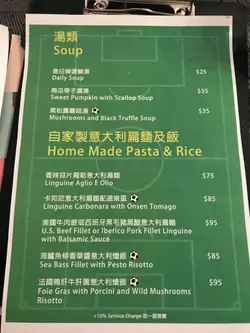 湯類
Soup
是日精選餐湯
Daily Soup
$25
南瓜帶子濃湯
Sweet Pumpkin with Scallop Soup
$35
黑松露蘑菇湯
Mushrooms and Black Truffle Soup
$35
自家製意大利扁麵及飯
Home Made Pasta & Rice
香辣蒜片羅勒意大利扁麵
Linguine Aglio E Olio
$75
卡邦尼意大利扁麵配溫泉蛋
Linguine Carbonara with Onsen Tomago
$85
美國牛肉銀或西班牙黑毛豬黑醋意大利扁麵
U.S. Beef Fillet or Iberico Pork Fillet Linguine
with Balsamic Sauce
$95
海鱸魚柳香草醬意大利燴飯
Sea Bass Fillet with Pesto Risotto
$85
法國鴨肝牛肝菌意大利燴飯
Foie Gras with Porcini and Wild Mushrooms
Risotto
$95
+10% Service Charge 加一服務費